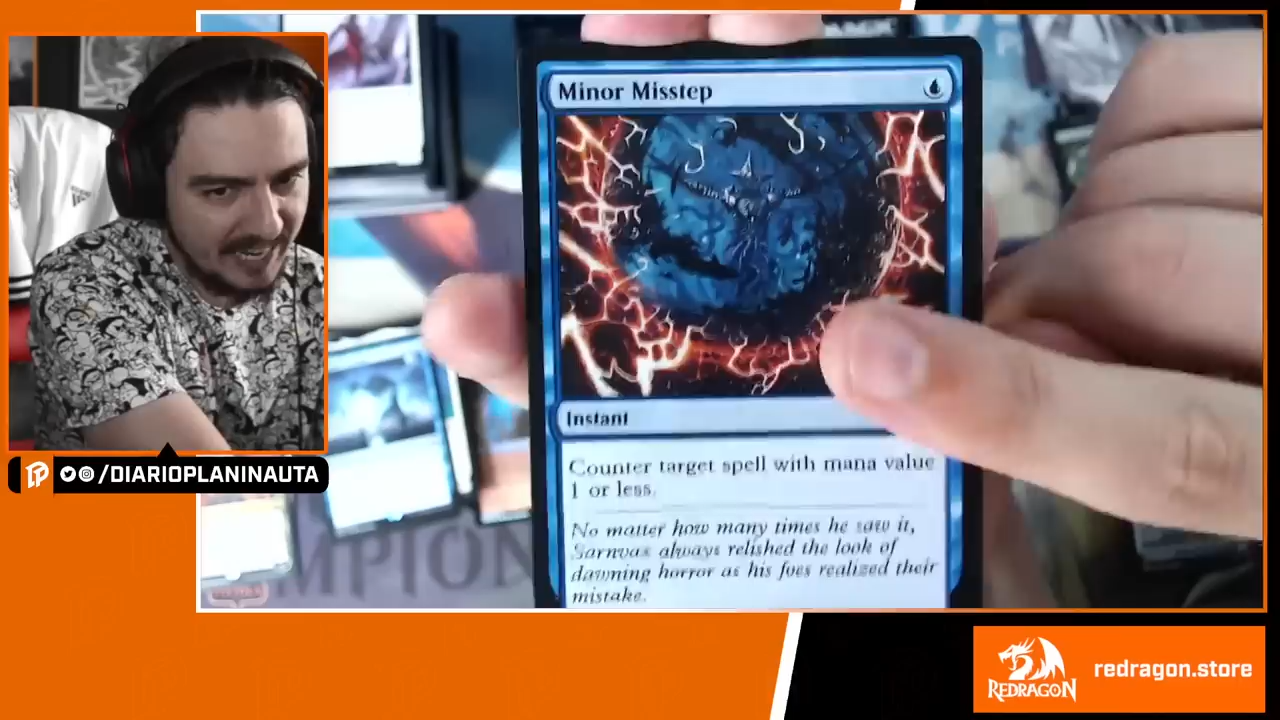 Minor Misstep
Instant
Counter target spell with mana value
1 or less.
No matter how many times he saw it,
Sarnvax always relished the look of
dawning horror as his foes realized their
mistake.
/DIARIOPLANINAUTA
MPION
REDRAGON
redragon.store